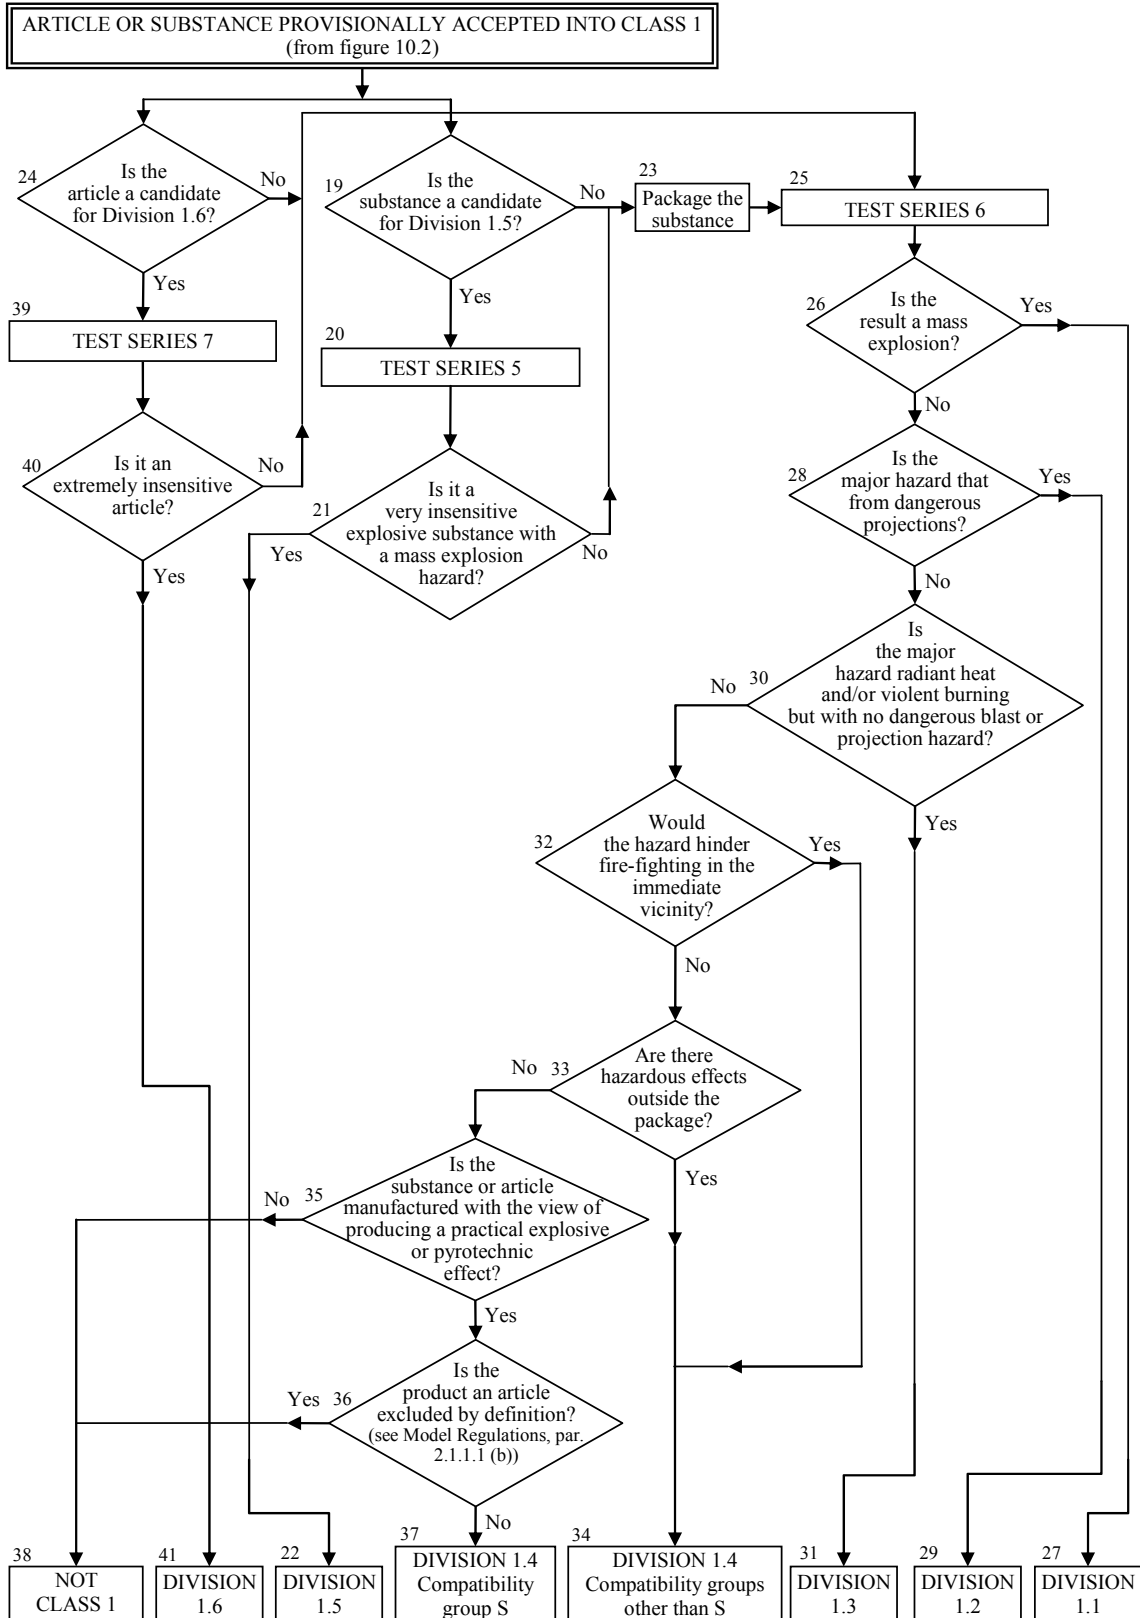 ARTICLE OR SUBSTANCE PROVISIONALLY ACCEPTED INTO CLASS 1
(from figure 10.2)
24
Is the
article a candidate
for Division 1.6?
No
Yes
19
Is the
substance a candidate
for Division 1.5?
No
Yes
23
Package the
substance
25
TEST SERIES 6
39
TEST SERIES 7
20
TEST SERIES 5
26
Is the
result a mass
explosion?
Yes
No
40
Is it an
extremely insensitive
article?
No
Yes
21
Is it a
very insensitive
explosive substance with
a mass explosion
hazard?
Yes
No
28
Is the
major hazard that
from dangerous
projections?
Yes
No
30
Is
the major
hazard radiant heat
and/or violent burning
but with no dangerous blast or
projection hazard?
No
Yes
32
Would
the hazard hinder
fire-fighting in the
immediate
vicinity?
Yes
No
33
Are there
hazardous effects
outside the
package?
No
Yes
35
Is the
substance or article
manufactured with the view of
producing a practical explosive
or pyrotechnic
effect?
No
Yes
36
Is the
product an article
excluded by definition?
(see Model Regulations, par.
2.1.1.1 (b))
Yes
No
38
NOT
CLASS 1
41
DIVISION
1.6
22
DIVISION
1.5
37
DIVISION 1.4
Compatibility
group S
34
DIVISION 1.4
Compatibility groups
other than S
31
DIVISION
1.3
29
DIVISION
1.2
27
DIVISION
1.1